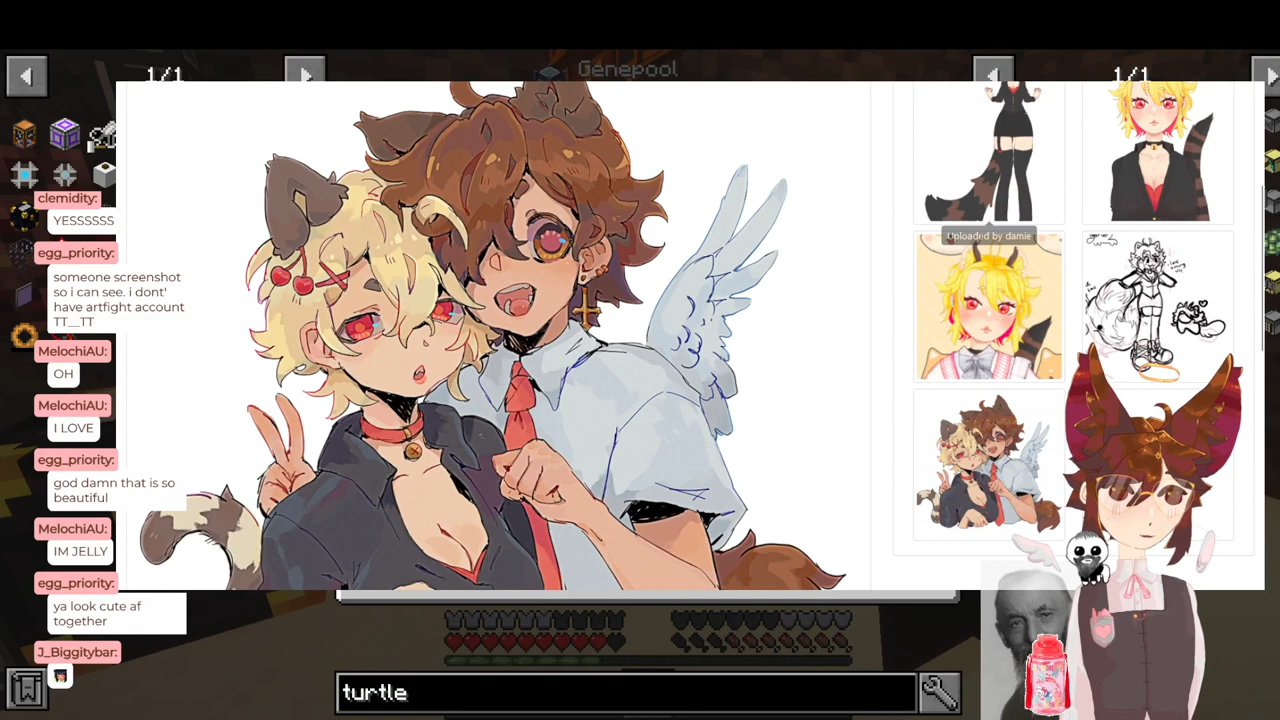 Genepool
1/1
1/1
clemidity:
YESSSSSS
egg_priority:
someone screenshot
so i can see. i dont'
have artfight account
TT__TT
MelochiAU:
OH
MelochiAU:
I LOVE
egg_priority:
god damn that is so
beautiful
MelochiAU:
IM JELLY
egg_priority:
ya look cute af
together
J_Biggitybar:
Uploaded by damie
turtle